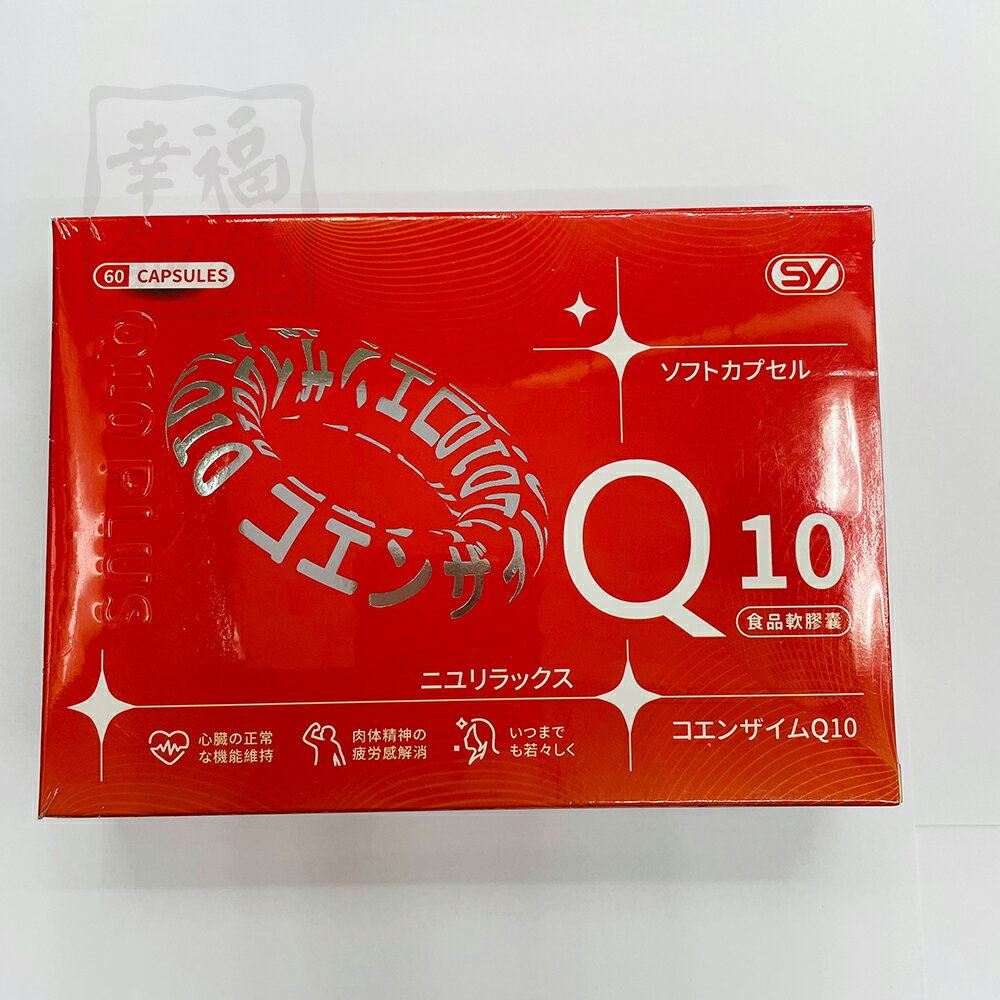 幸福
60 CAPSULES
SY
ソフトカプセル
Q10 PLUS
コエンザイ
Q10
食品軟膠囊
ニユリラックス
コエンザイムQ10
心臓の正常
な機能維持
肉体精神の
疲労感解消
いつまで
も若々しく